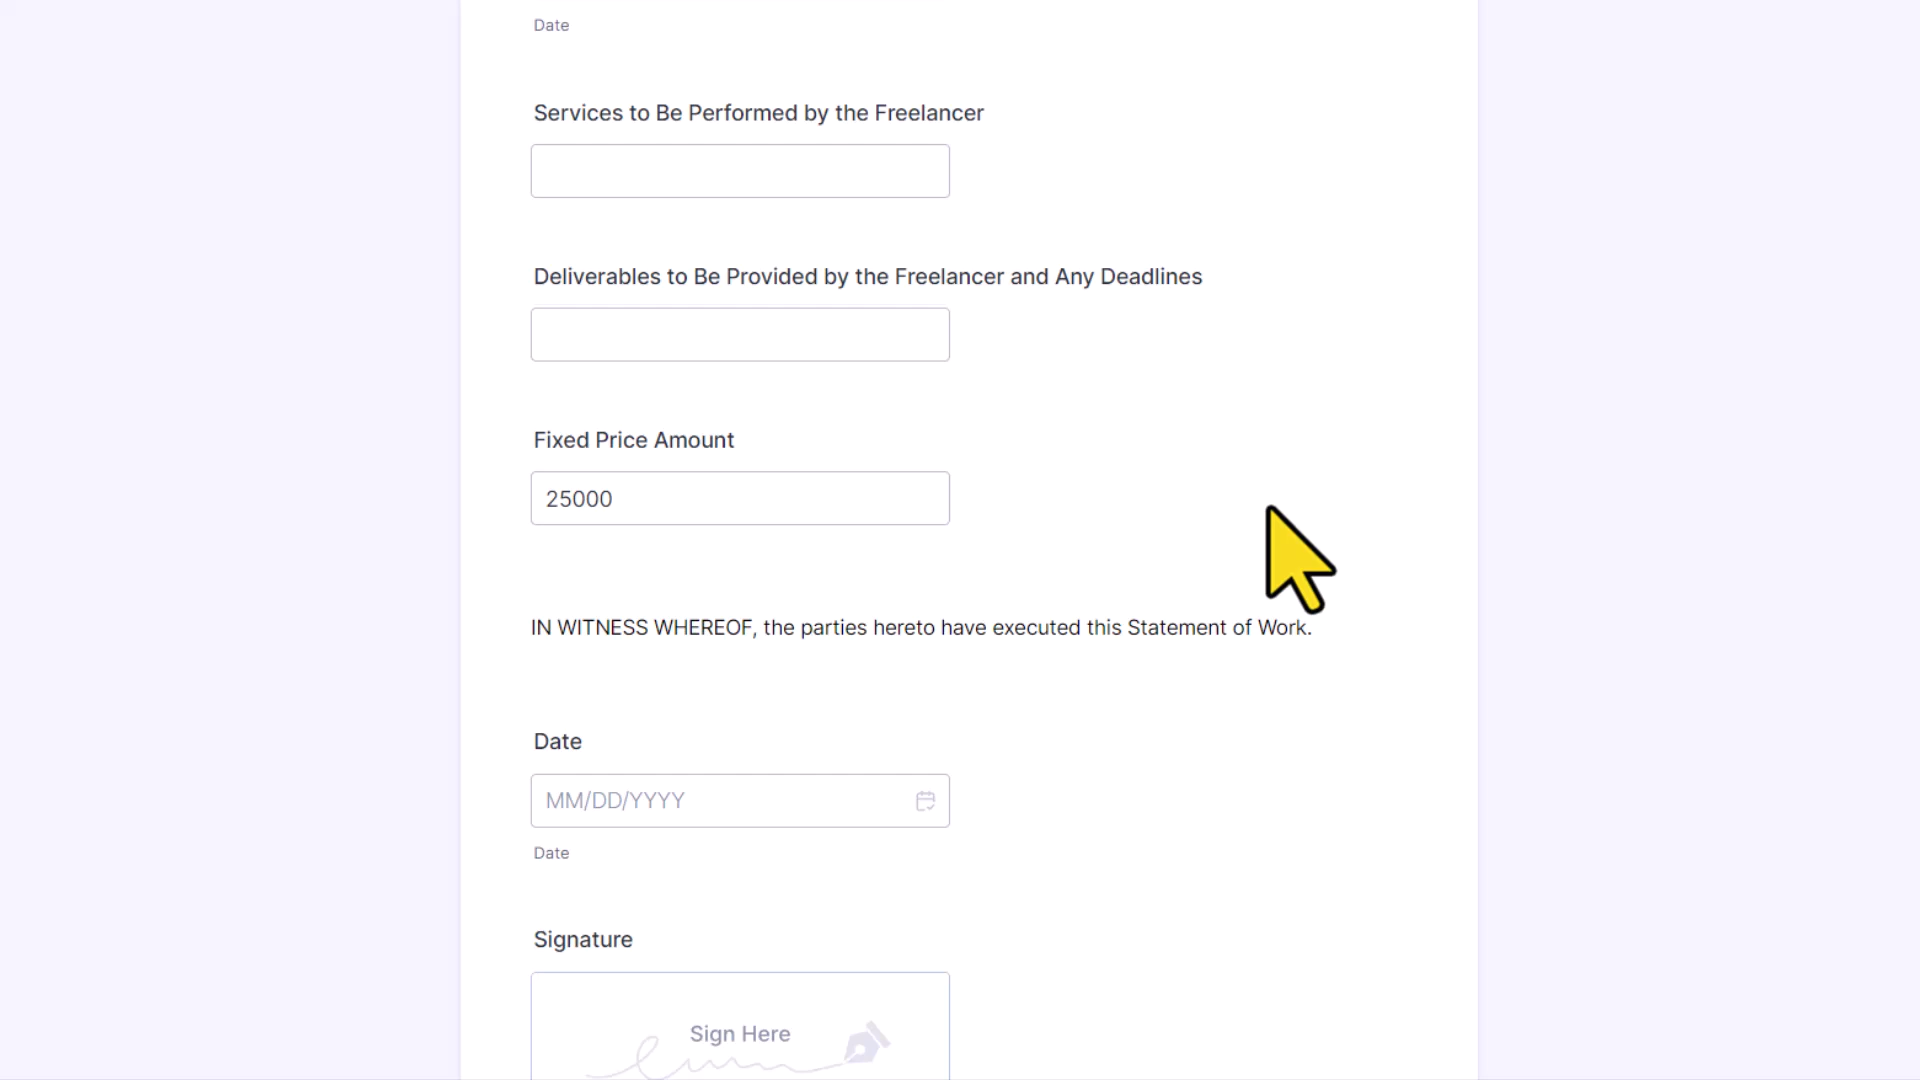 Date
Services to Be Performed by the Freelancer
Deliverables to Be Provided by the Freelancer and Any Deadlines
Fixed Price Amount
25000
IN WITNESS WHEREOF, the parties hereto have executed this Statement of Work.
Date
MM/DD/YYYY
Date
Signature
Sign Here